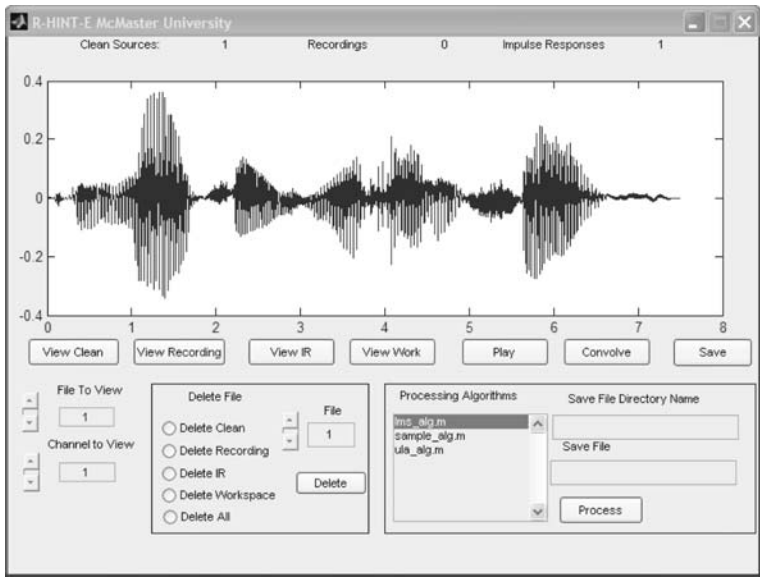 R-HINT-E McMaster University
Clean Sources: 1 Recordings 0 Impulse Responses 1
0.4
0.2
0
-0.2
-0.4
0 1 2 3 4 5 6 7 8
View Clean View Recording View IR View Work Play Convolve Save
File To View
1
Channel to View
1
Delete File
File
1
Delete Clean
Delete Recording
Delete IR
Delete Workspace
Delete All
Delete
Processing Algorithms
lms_alg.m
sample_alg.m
ula_alg.m
Save File Directory Name
Save File
Process